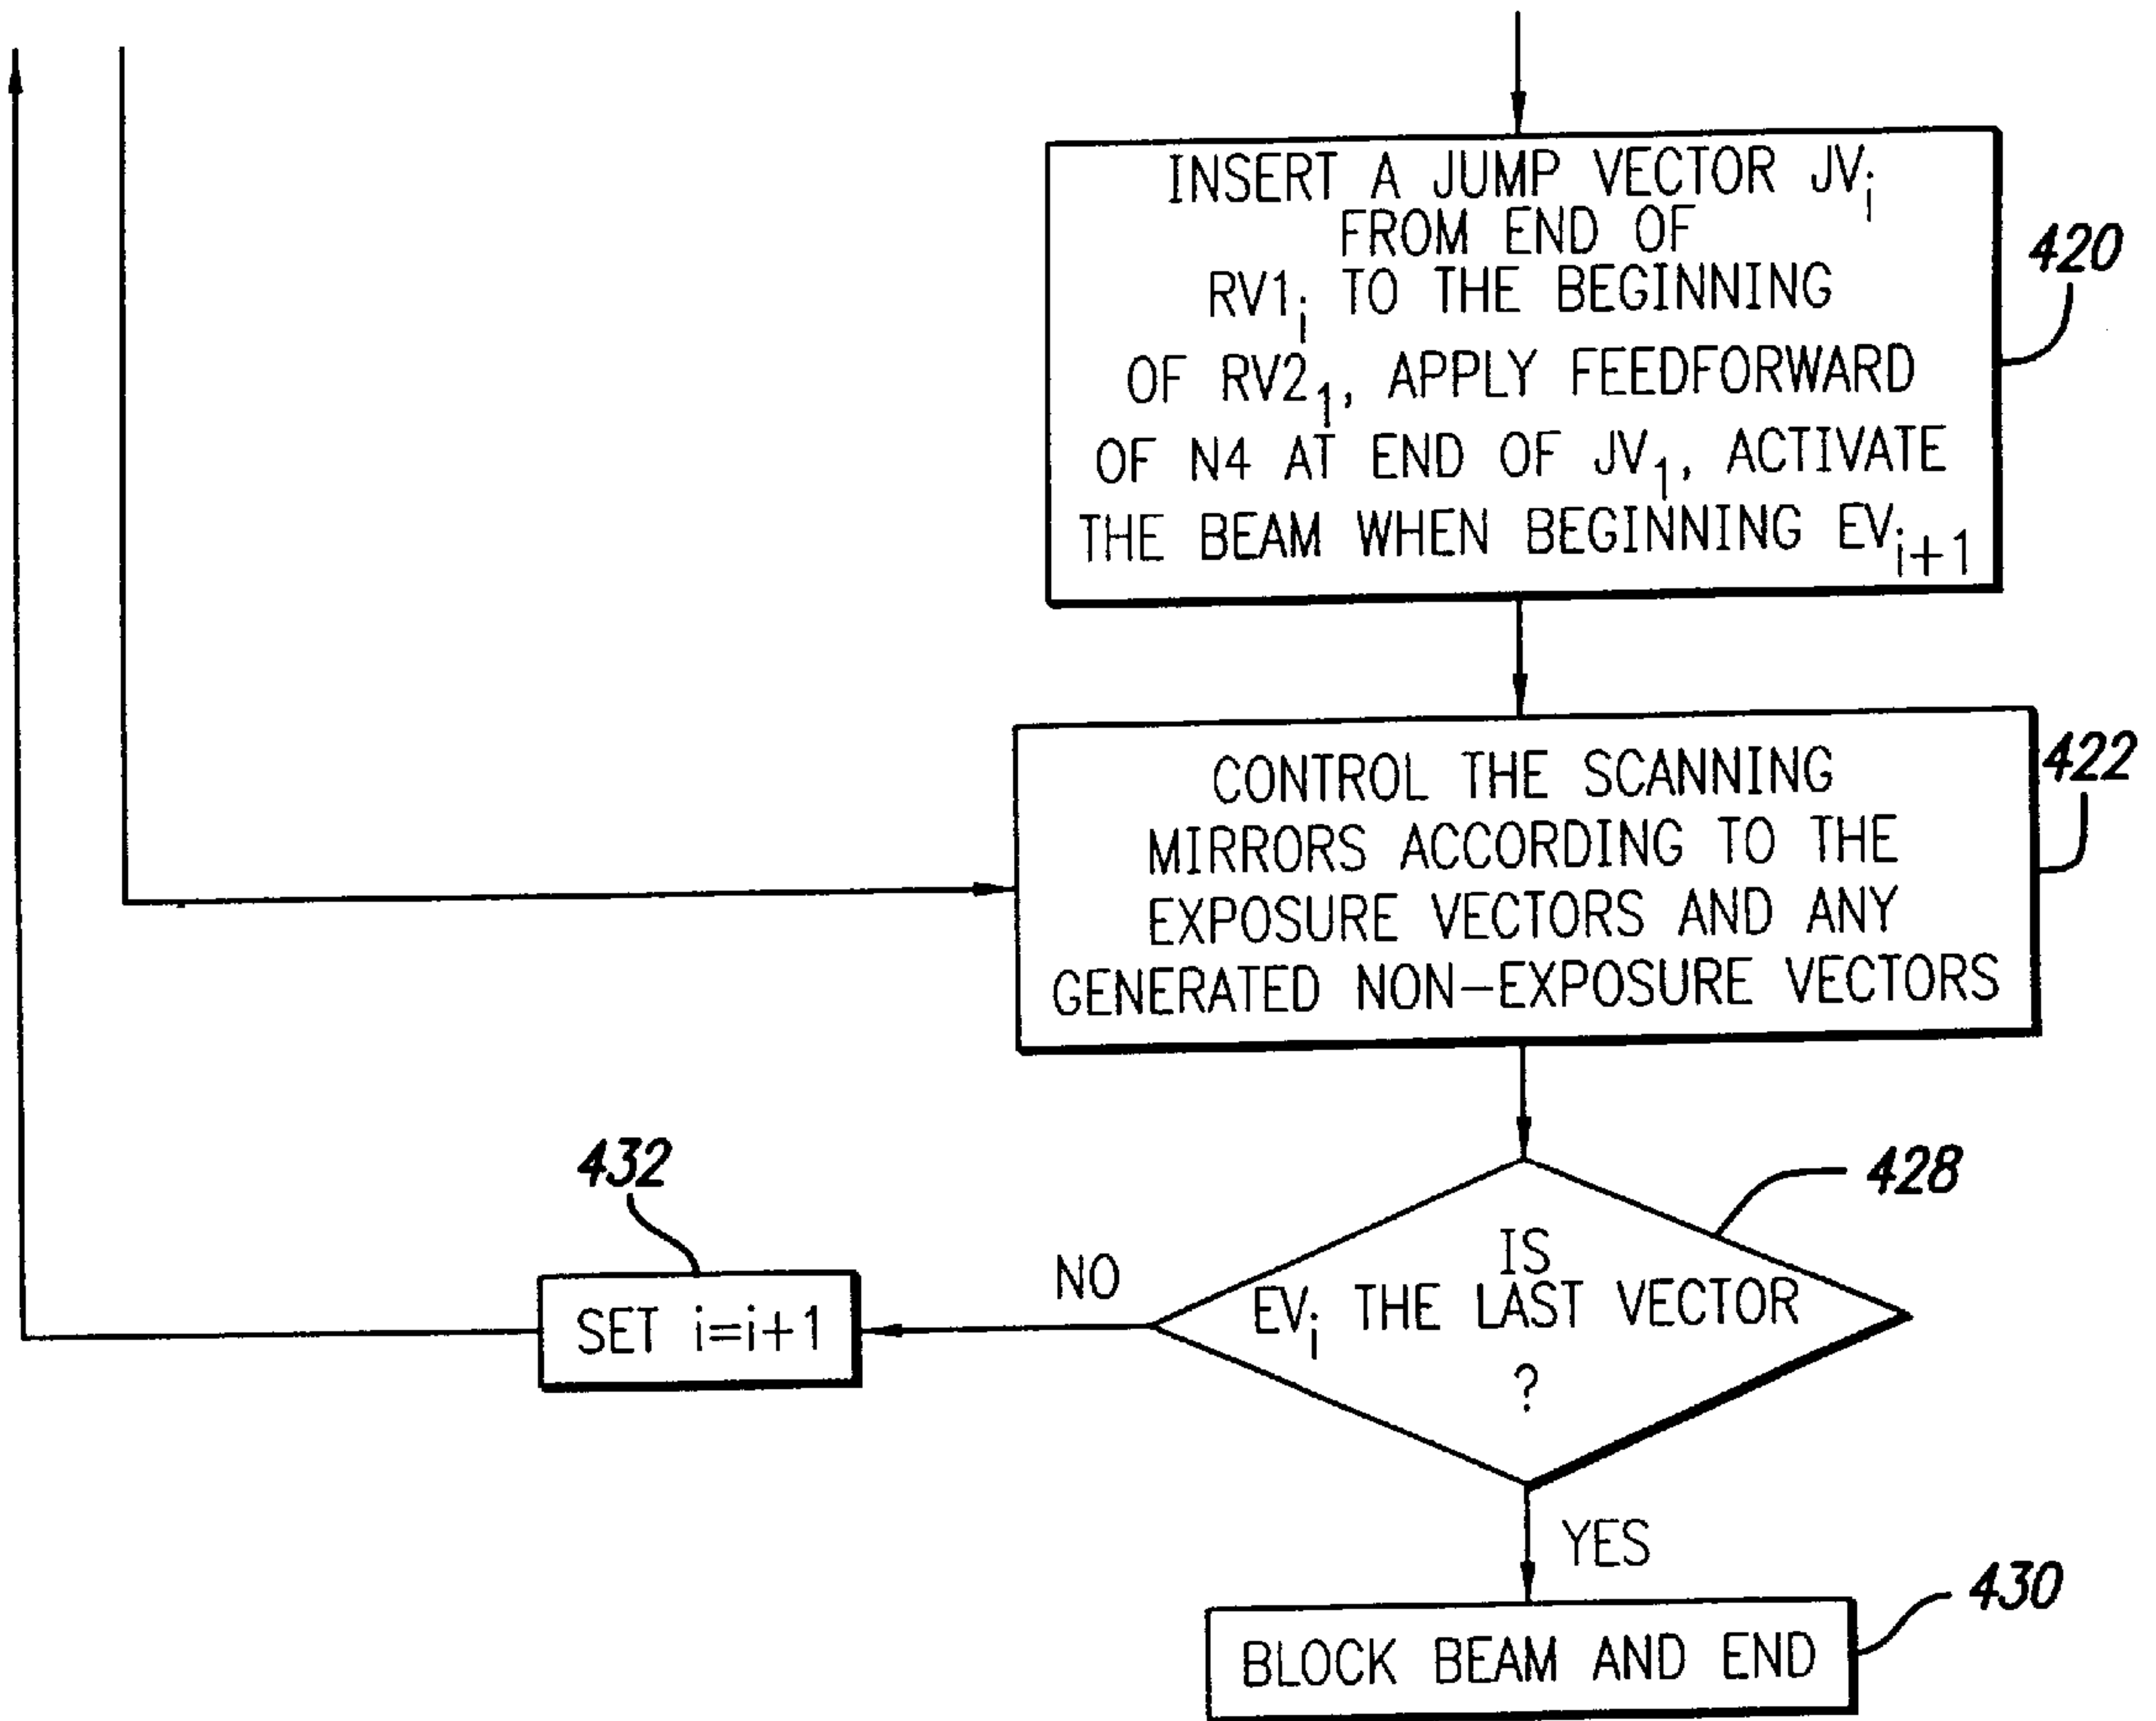 INSERT A JUMP VECTOR JVᵢ
FROM END OF
RV1ᵢ TO THE BEGINNING
OF RV2₁, APPLY FEEDFORWARD
OF N4 AT END OF JV₁, ACTIVATE
THE BEAM WHEN BEGINNING EVᵢ₊₁
420
CONTROL THE SCANNING
MIRRORS ACCORDING TO THE
EXPOSURE VECTORS AND ANY
GENERATED NON-EXPOSURE VECTORS
422
IS
EVᵢ THE LAST VECTOR
?
428
NO
432
SET i=i+1
YES
BLOCK BEAM AND END
430